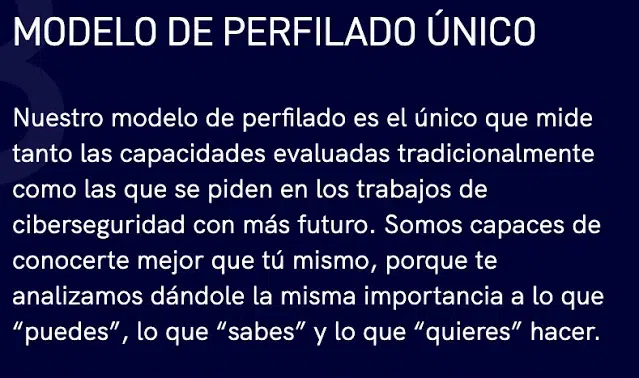 MODELO DE PERFILADO ÚNICO
Nuestro modelo de perfilado es el único que mide
tanto las capacidades evaluadas tradicionalmente
como las que se piden en los trabajos de
ciberseguridad con más futuro. Somos capaces de
conocerte mejor que tú mismo, porque te
analizamos dándole la misma importancia a lo que
“puedes”, lo que “sabes” y lo que “quieres” hacer.